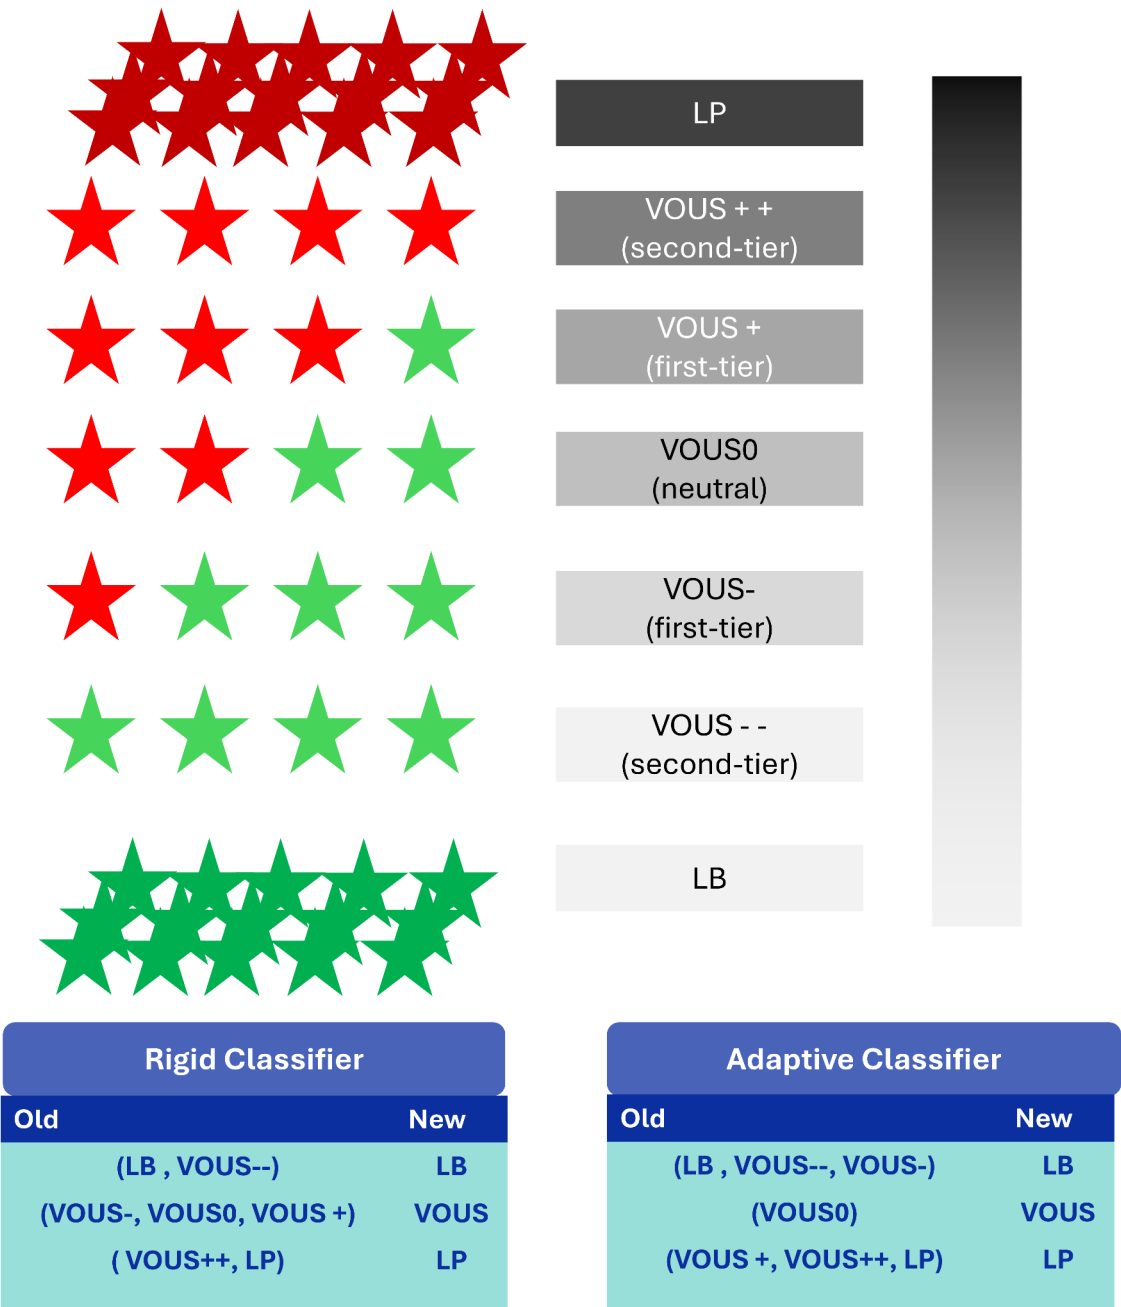 LP
VOUS + +
(second-tier)
VOUS +
(first-tier)
VOUS0
(neutral)
VOUS-
(first-tier)
VOUS - -
(second-tier)
LB
Rigid Classifier
Old New
(LB , VOUS--) LB
(VOUS-, VOUS0, VOUS +) VOUS
( VOUS++, LP) LP
Adaptive Classifier
Old New
(LB , VOUS--, VOUS-) LB
(VOUS0) VOUS
(VOUS +, VOUS++, LP) LP